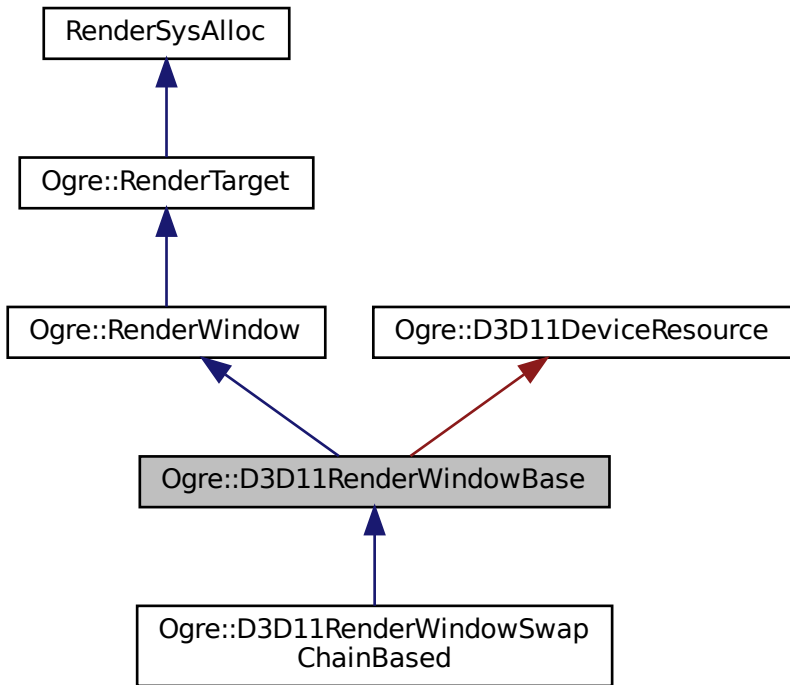 RenderSysAlloc
Ogre::RenderTarget
Ogre::RenderWindow
Ogre::D3D11DeviceResource
Ogre::D3D11RenderWindowBase
Ogre::D3D11RenderWindowSwap
ChainBased